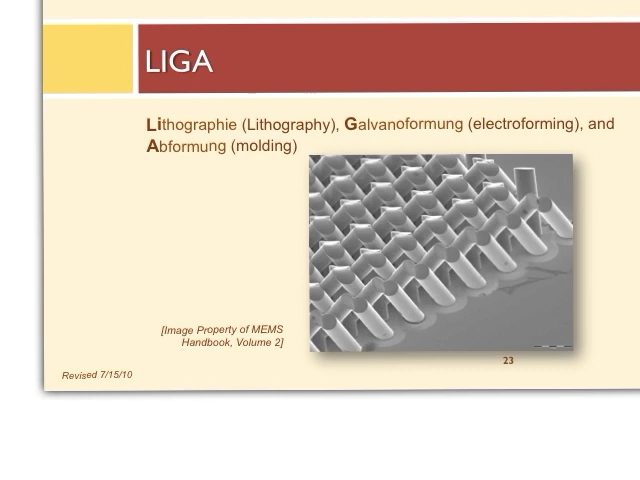 LIGA
Lithographie (Lithography), Galvanoformung (electroforming), and
Abformung (molding)
[Image Property of MEMS
Handbook, Volume 2]
23
Revised 7/15/10